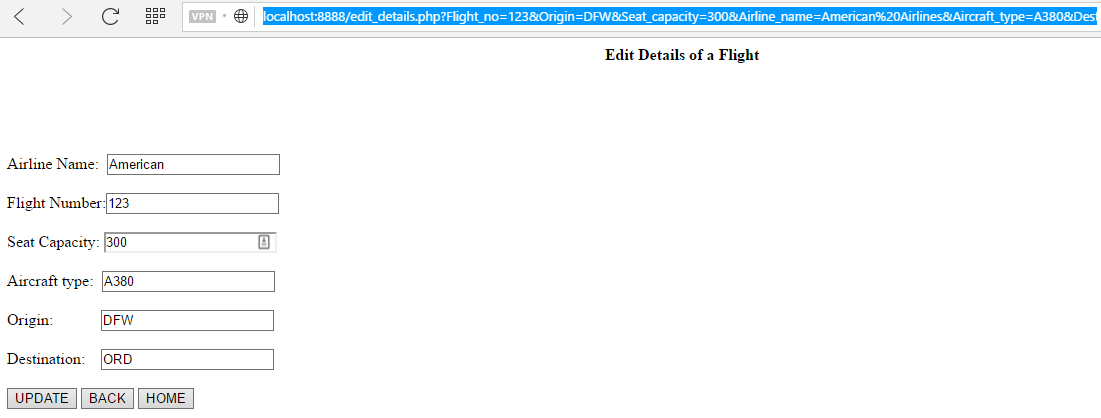 VPN localhost:8888/edit_details.php?Flight_no=123&Origin=DFW&Seat_capacity=300&Airline_name=American%20Airlines&Aircraft_type=A380&Dest
Edit Details of a Flight
Airline Name: American
Flight Number: 123
Seat Capacity: 300
Aircraft type: A380
Origin: DFW
Destination: ORD
UPDATE BACK HOME